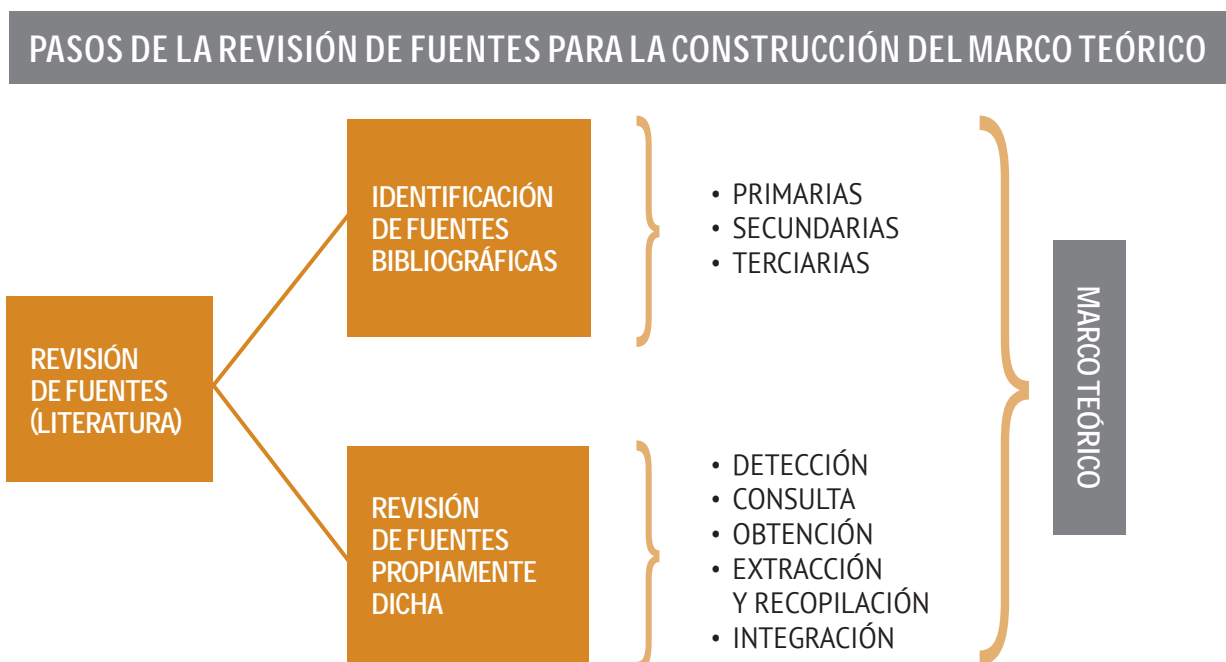 PASOS DE LA REVISIÓN DE FUENTES PARA LA CONSTRUCCIÓN DEL MARCO TEÓRICO
REVISIÓN
DE FUENTES
(LITERATURA)
IDENTIFICACIÓN
DE FUENTES
BIBLIOGRÁFICAS
• PRIMARIAS
• SECUNDARIAS
• TERCIARIAS
REVISIÓN
DE FUENTES
PROPIAMENTE
DICHA
• DETECCIÓN
• CONSULTA
• OBTENCIÓN
• EXTRACCIÓN
Y RECOPILACIÓN
• INTEGRACIÓN
MARCO TEÓRICO